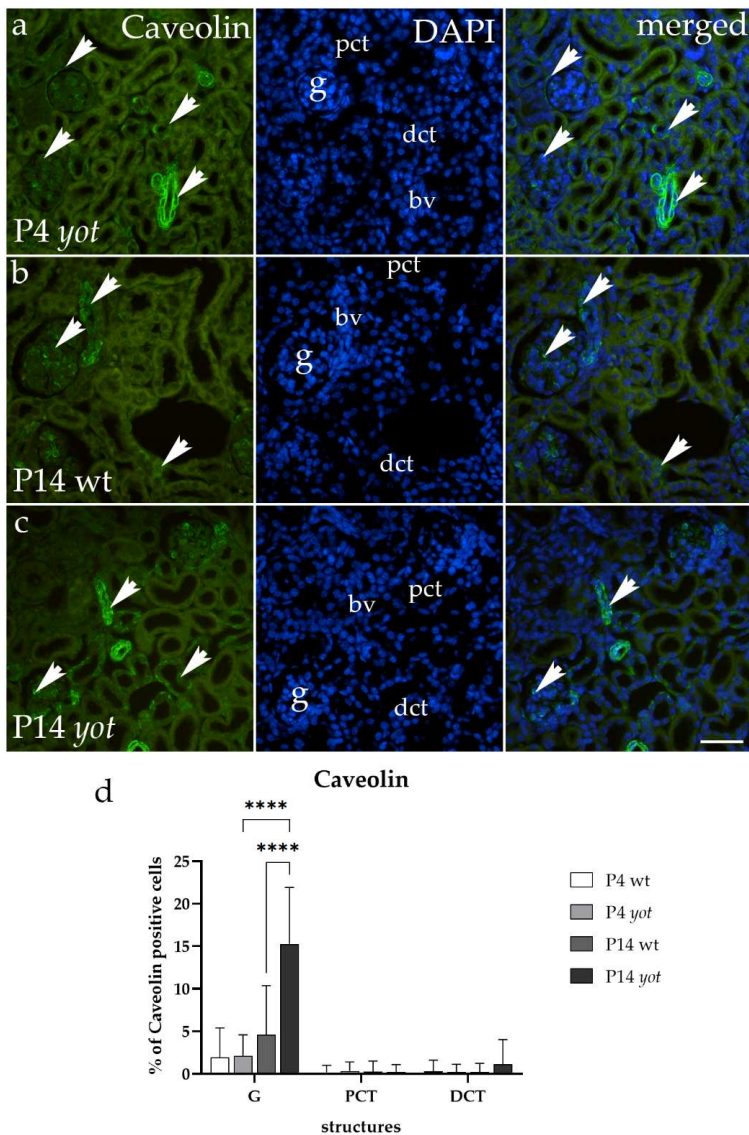 a Caveolin DAPI merged
pct
g
dct
bv
P4 yot
b
pct
bv
g
dct
P14 wt
c
pct
bv
g
dct
P14 yot
d
Caveolin
****
****
% of Caveolin positive cells
25
20
15
10
5
0
G PCT DCT
structures
P4 wt
P4 yot
P14 wt
P14 yot